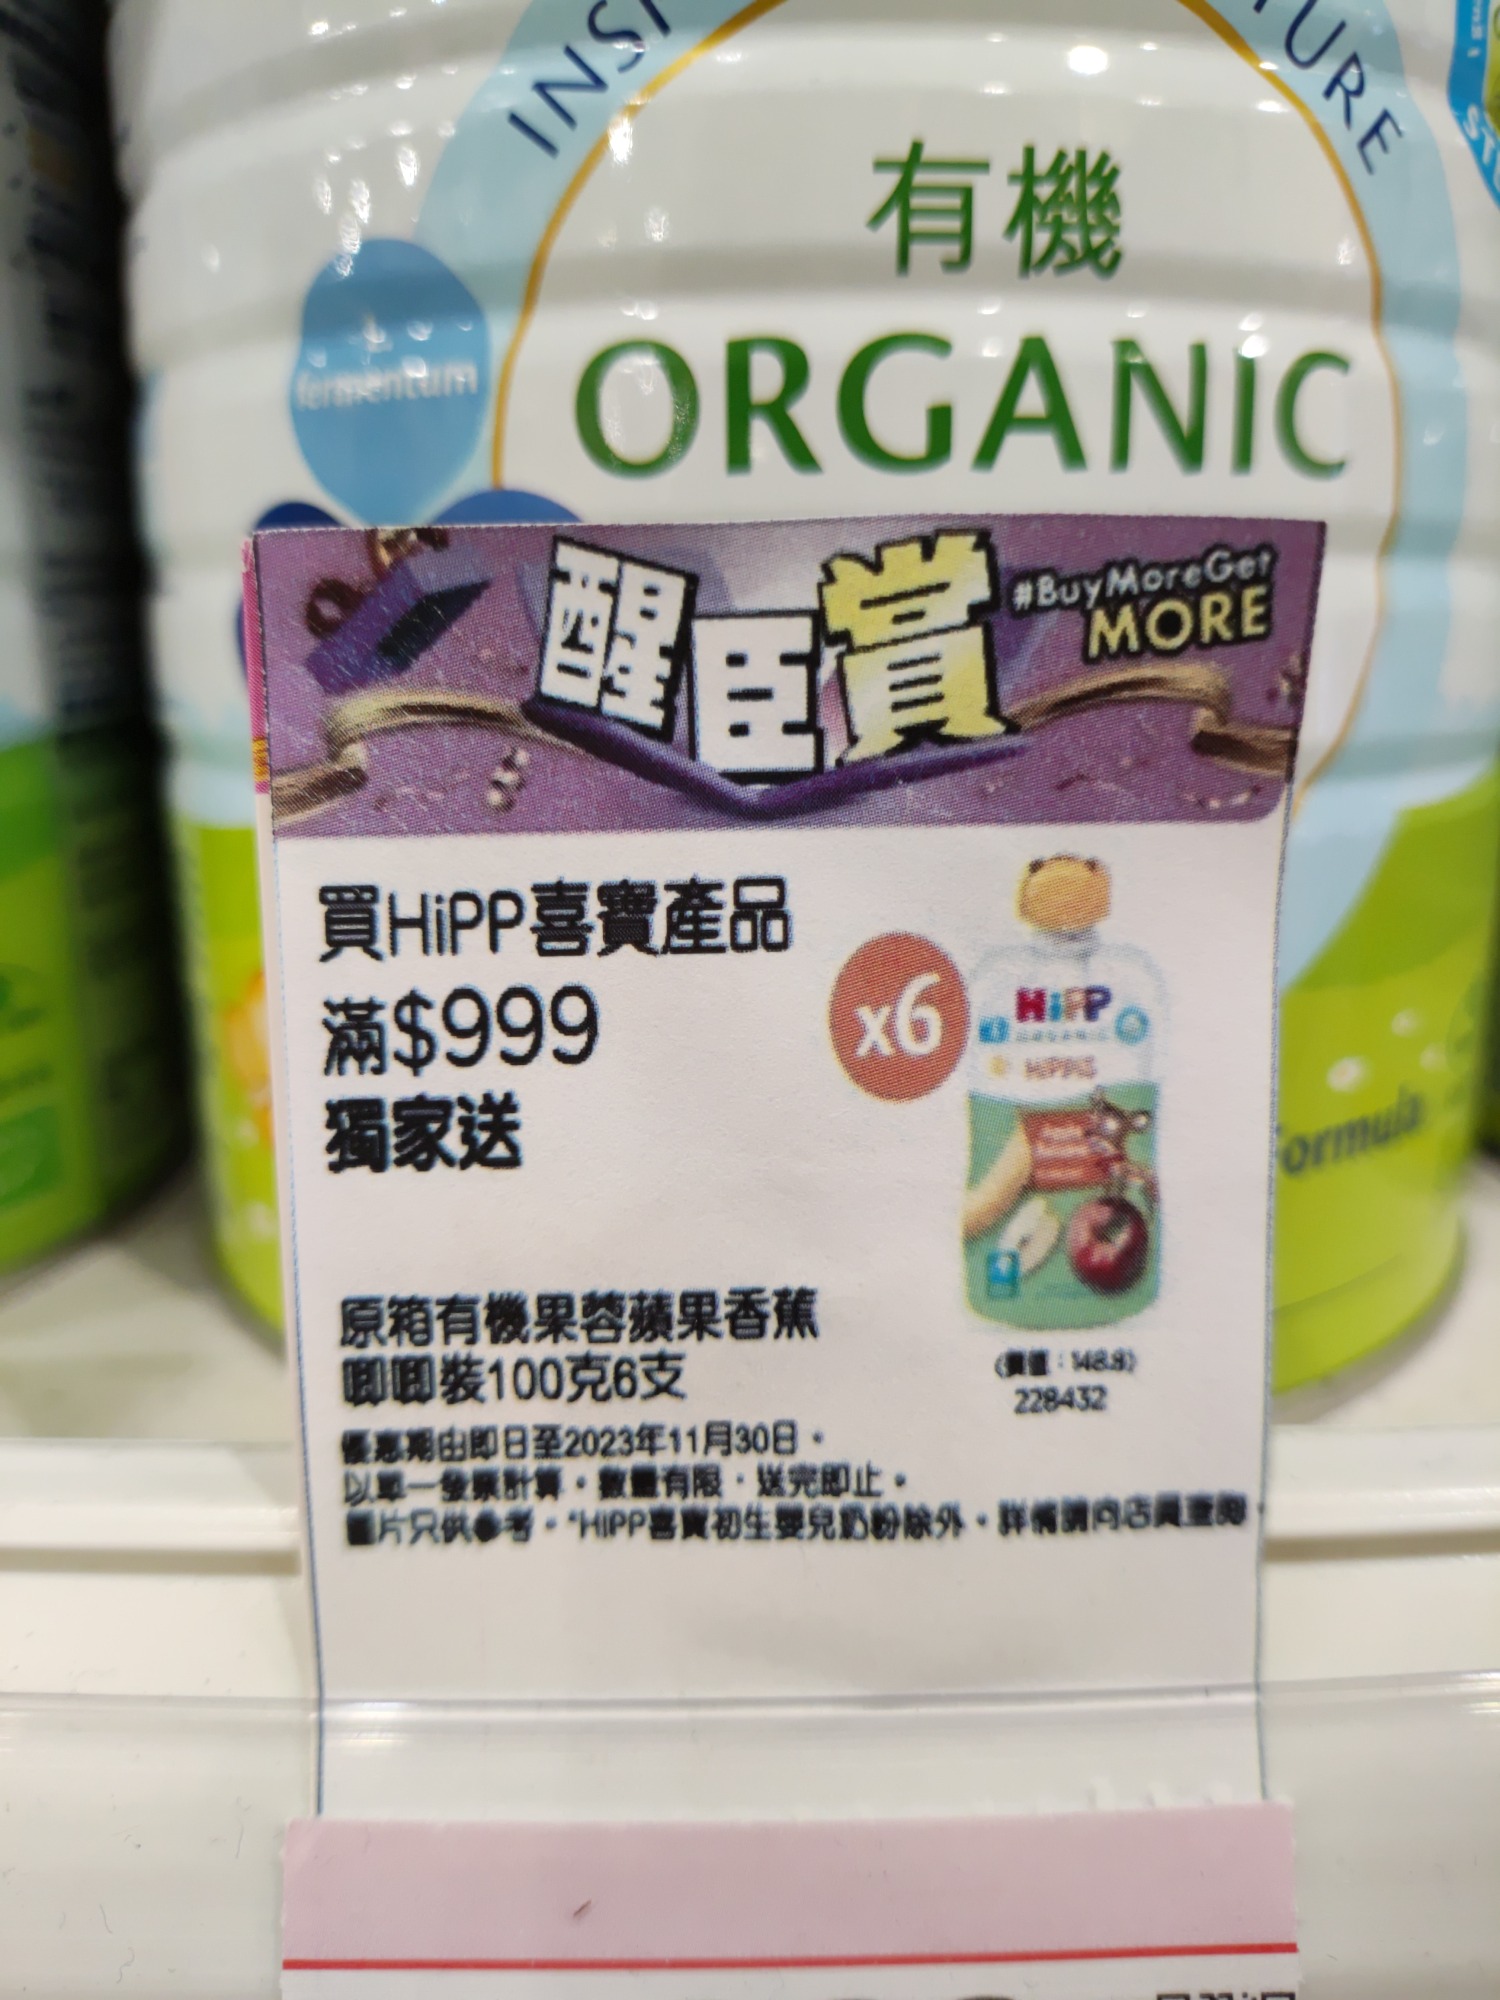 有機
ORGANIC
fermentum
醒臣賞
#BuyMoreGet
MORE
買HiPP喜寶產品
滿$999
獨家送
x6
HiPP
ORGANIC
HiPPiS
原箱有機果蓉蘋果香蕉
唧唧裝100克6支
(價值：148.8)
228432
優惠期由即日至2023年11月30日。
以單一發票計算。數量有限。送完即止。
圖片只供參考。*HiPP喜寶初生嬰兒奶粉除外。詳情請向店員查詢
Formula